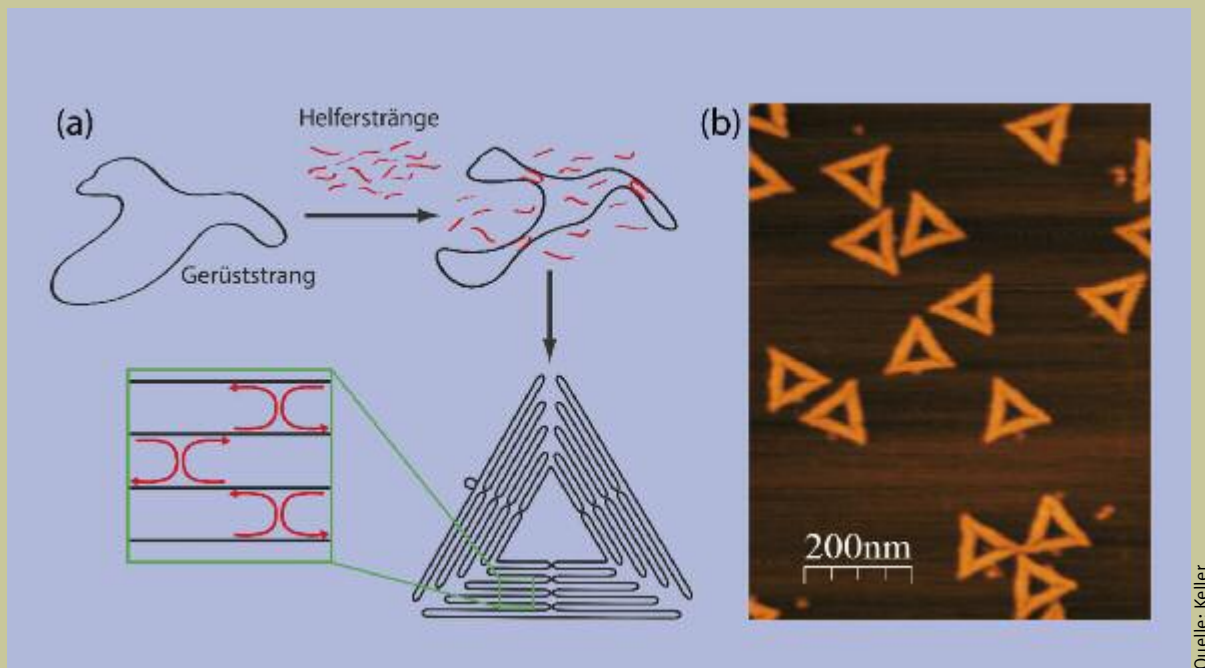 (a)
Helferstränge
Gerüststrang
(b)
200nm
Quelle: Keller